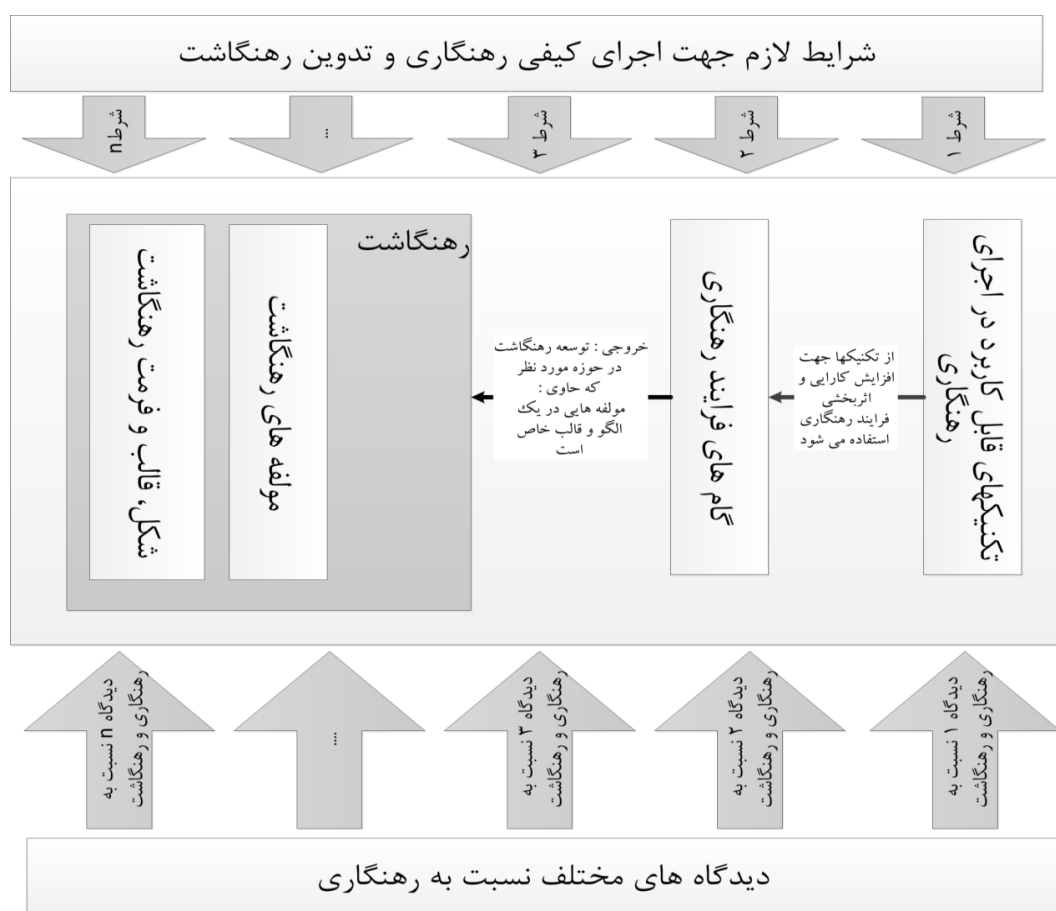 شرایط لازم جهت اجرای کیفی رهنگاری و تدوین رهنگاشت
شرط ۱
شرط ۲
شرط ۳
...
شرط n
تکنیکهای قابل کاربرد در اجرای
رهنگاری
از تکنیکها جهت
افزایش کارایی و
اثربخشی
فرایند رهنگاری
استفاده می شود
گام های فرایند رهنگاری
خروجی : توسعه رهنگاشت
در حوزه مورد نظر
که حاوی :
مولفه هایی در یک
الگو و قالب خاص
است
رهنگاشت
مولفه های رهنگاشت
شکل، قالب و فرمت رهنگاشت
دیدگاه ۱ نسبت به
رهنگاری و رهنگاشت
دیدگاه ۲ نسبت به
رهنگاری و رهنگاشت
دیدگاه ۳ نسبت به
رهنگاری و رهنگاشت
....
دیدگاه n نسبت به
رهنگاری و رهنگاشت
دیدگاه های مختلف نسبت به رهنگاری